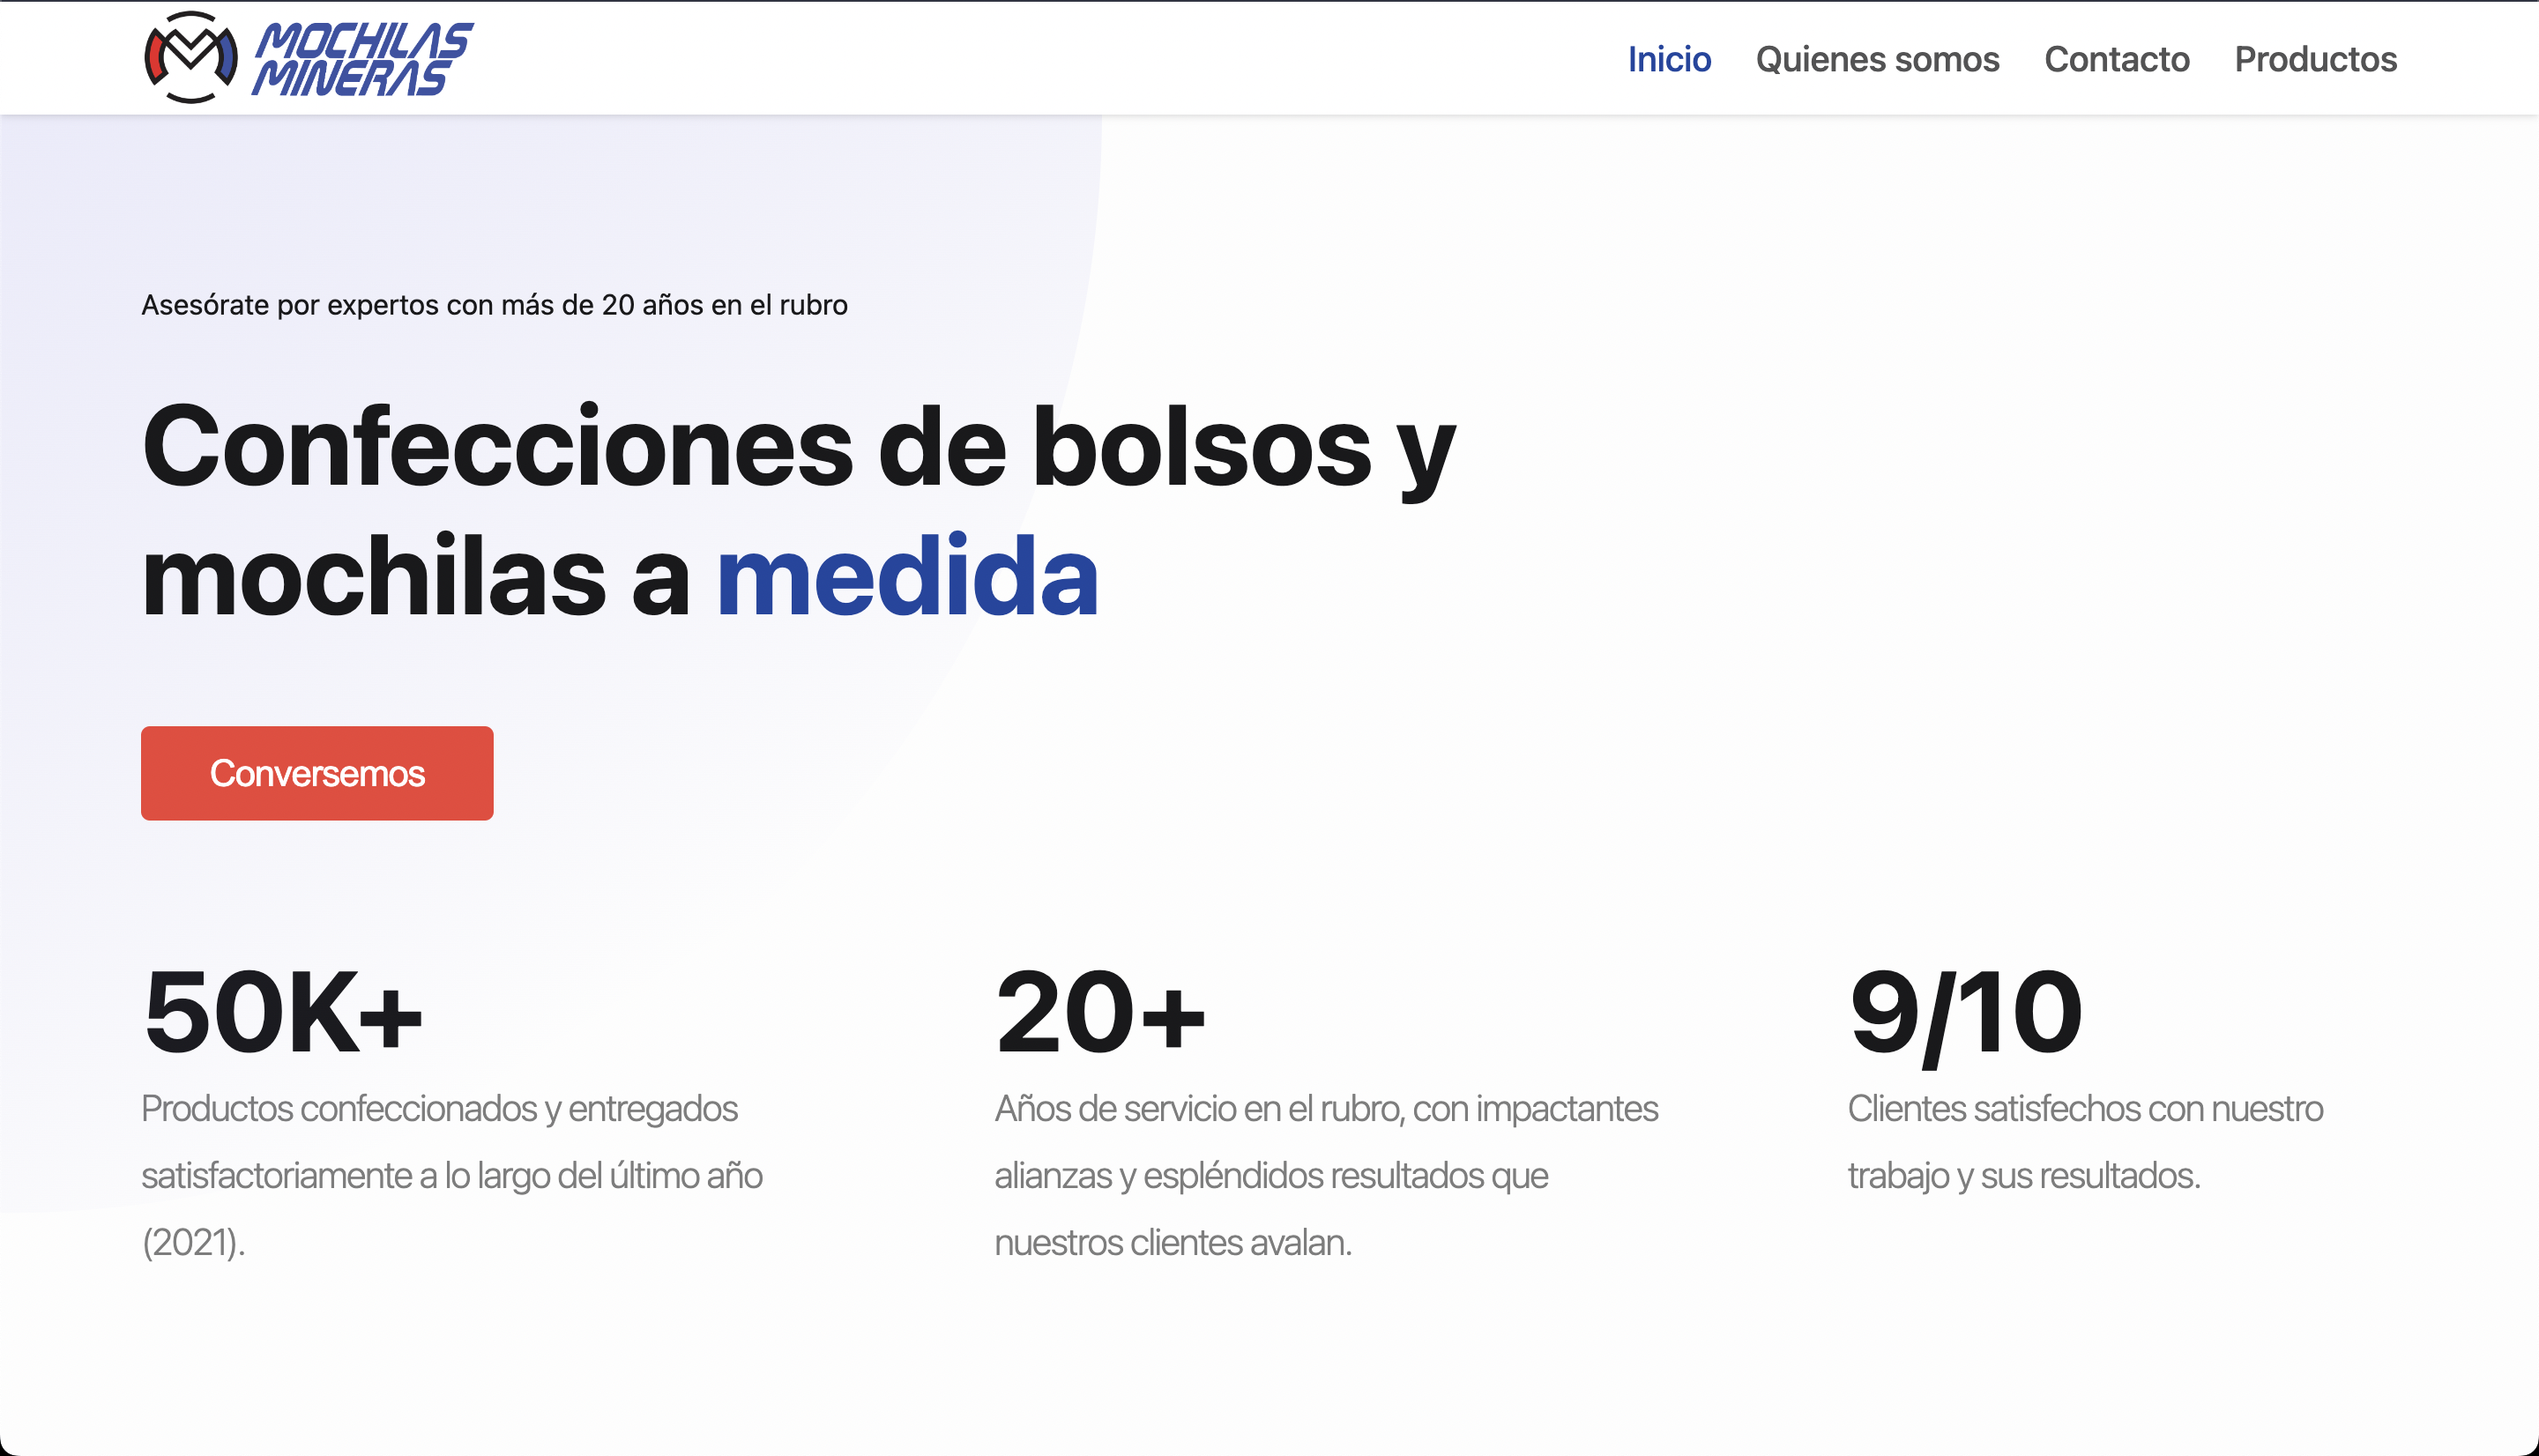 MOCHILAS
MINERAS
Inicio Quienes somos Contacto Productos
Asesórate por expertos con más de 20 años en el rubro
Confecciones de bolsos y
mochilas a medida
Conversemos
50K+
Productos confeccionados y entregados
satisfactoriamente a lo largo del último año
(2021).
20+
Años de servicio en el rubro, con impactantes
alianzas y espléndidos resultados que
nuestros clientes avalan.
9/10
Clientes satisfechos con nuestro
trabajo y sus resultados.